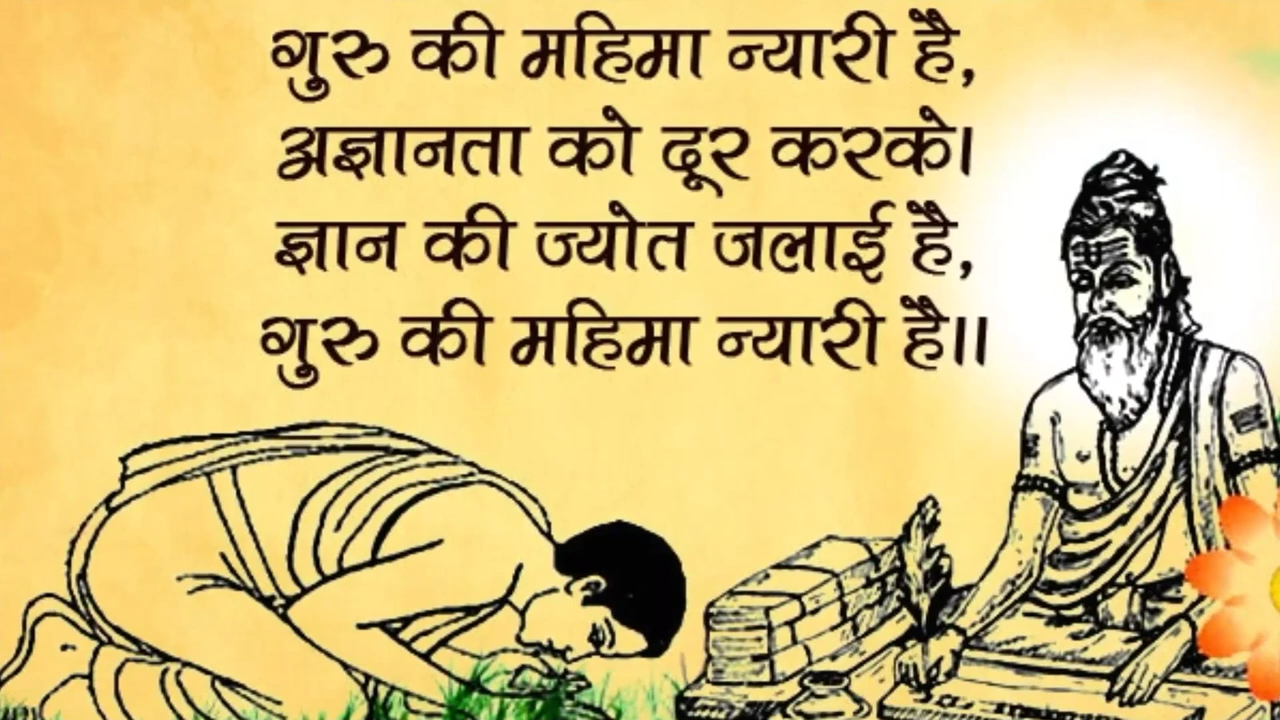 गुरु की महिमा न्यारी है,
अज्ञानता को दूर करके।
ज्ञान की ज्योत जलाई है,
गुरु की महिमा न्यारी है।।